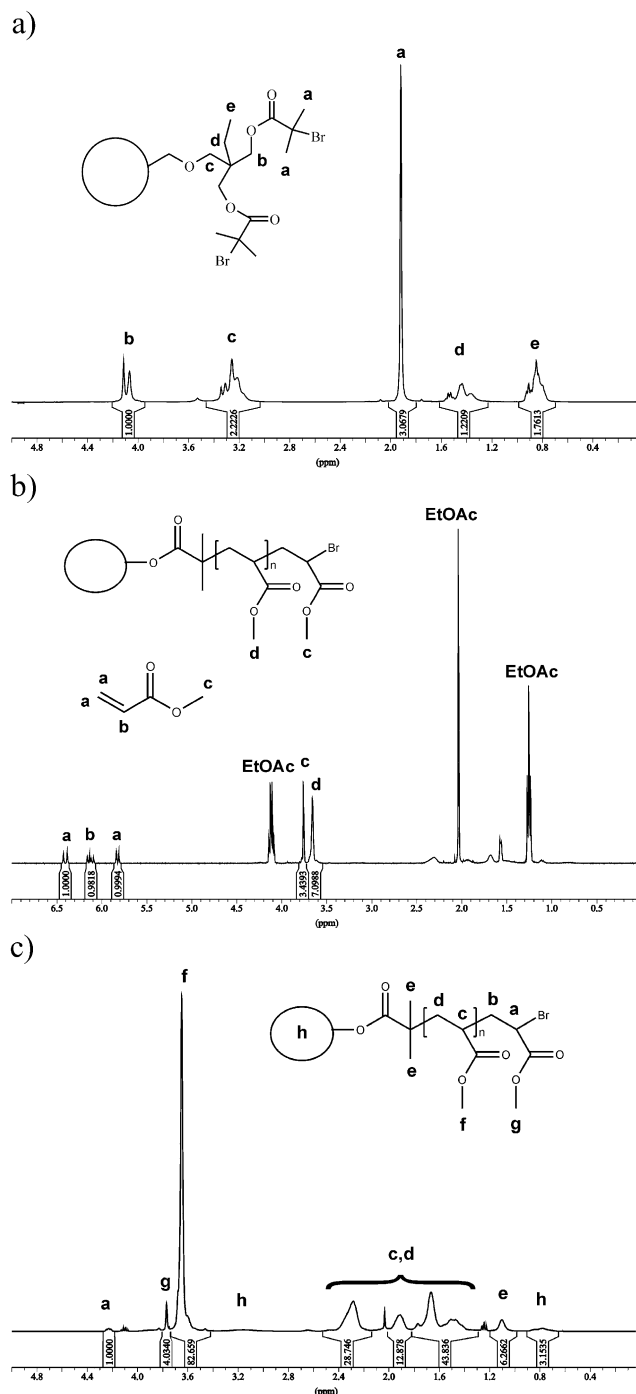 a)
a
e
a
O
O
Br
d
b
a
c
O
O
O
Br
b
c
d
e
1.0000
2.2226
3.0679
1.2209
1.7613
4.8 4.4 4.0 3.6 3.2 2.8 2.4 2.0 1.6 1.2 0.8 0.4
(ppm)
b)
EtOAc
O
Br
O
n
O
O
O
O
d
c
a
O
c
a
O
b
EtOAc
EtOAc
c
d
a
b
a
1.0000
0.9818
0.9994
3.4393
7.0988
6.5 6.0 5.5 5.0 4.5 4.0 3.5 3.0 2.5 2.0 1.5 1.0 0.5
(ppm)
c)
f
e
d
b
a
O
Br
h
O
c
n
e
O
O
O
O
f
g
c,d
a
g
h
e
h
1.0000
4.0340
82.659
28.746
12.878
43.836
6.2662
3.1535
4.8 4.4 4.0 3.6 3.2 2.8 2.4 2.0 1.6 1.2 0.8 0.4
(ppm)